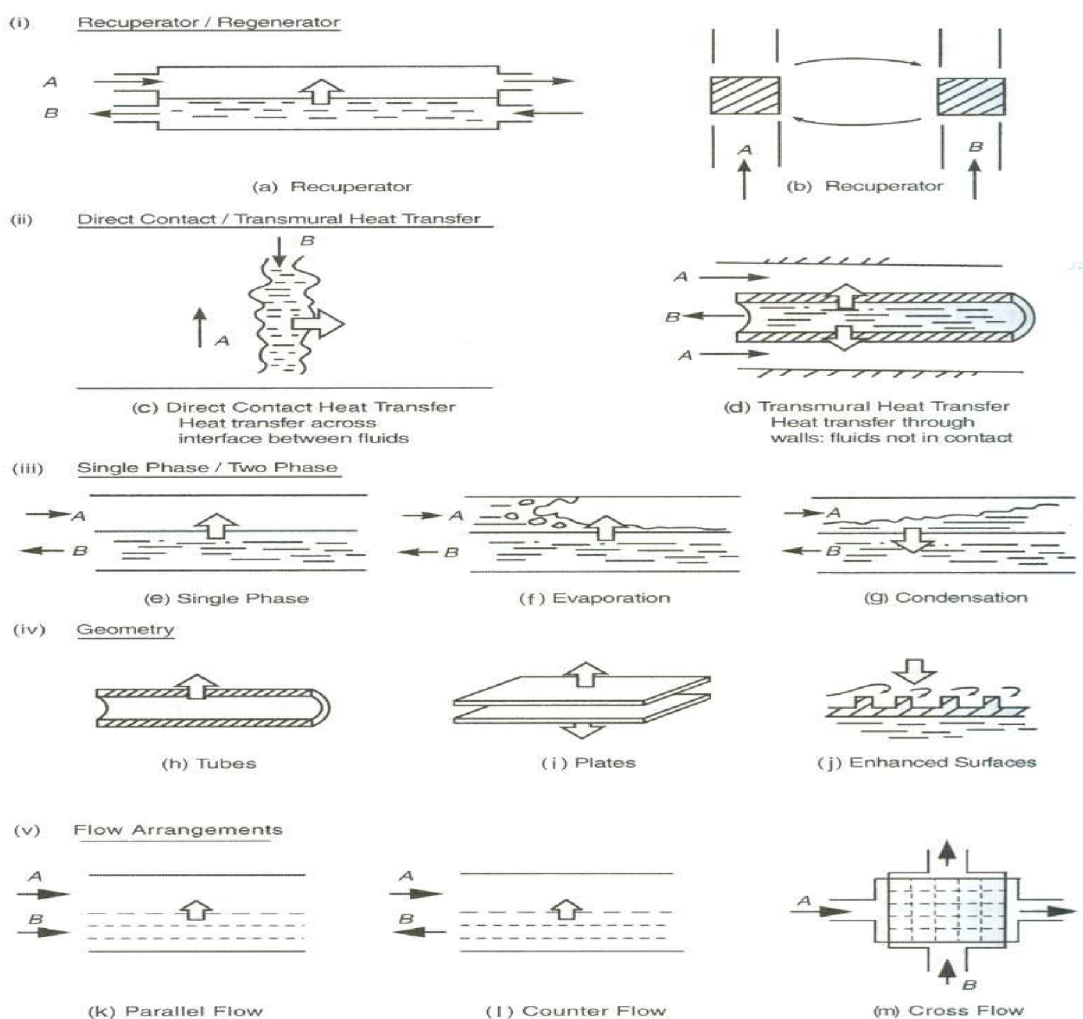 (i) Recuperator / Regenerator
A
B
A
B
(a) Recuperator
(b) Recuperator
(ii) Direct Contact / Transmural Heat Transfer
B
A
A
B
A
(c) Direct Contact Heat Transfer
Heat transfer across
interface between fluids
(d) Transmural Heat Transfer
Heat transfer through
walls: fluids not in contact
(iii) Single Phase / Two Phase
A
B
A
B
A
B
(e) Single Phase
(f) Evaporation
(g) Condensation
(iv) Geometry
(h) Tubes
(i) Plates
(j) Enhanced Surfaces
(v) Flow Arrangements
A
B
A
B
A
B
(k) Parallel Flow
(l) Counter Flow
(m) Cross Flow